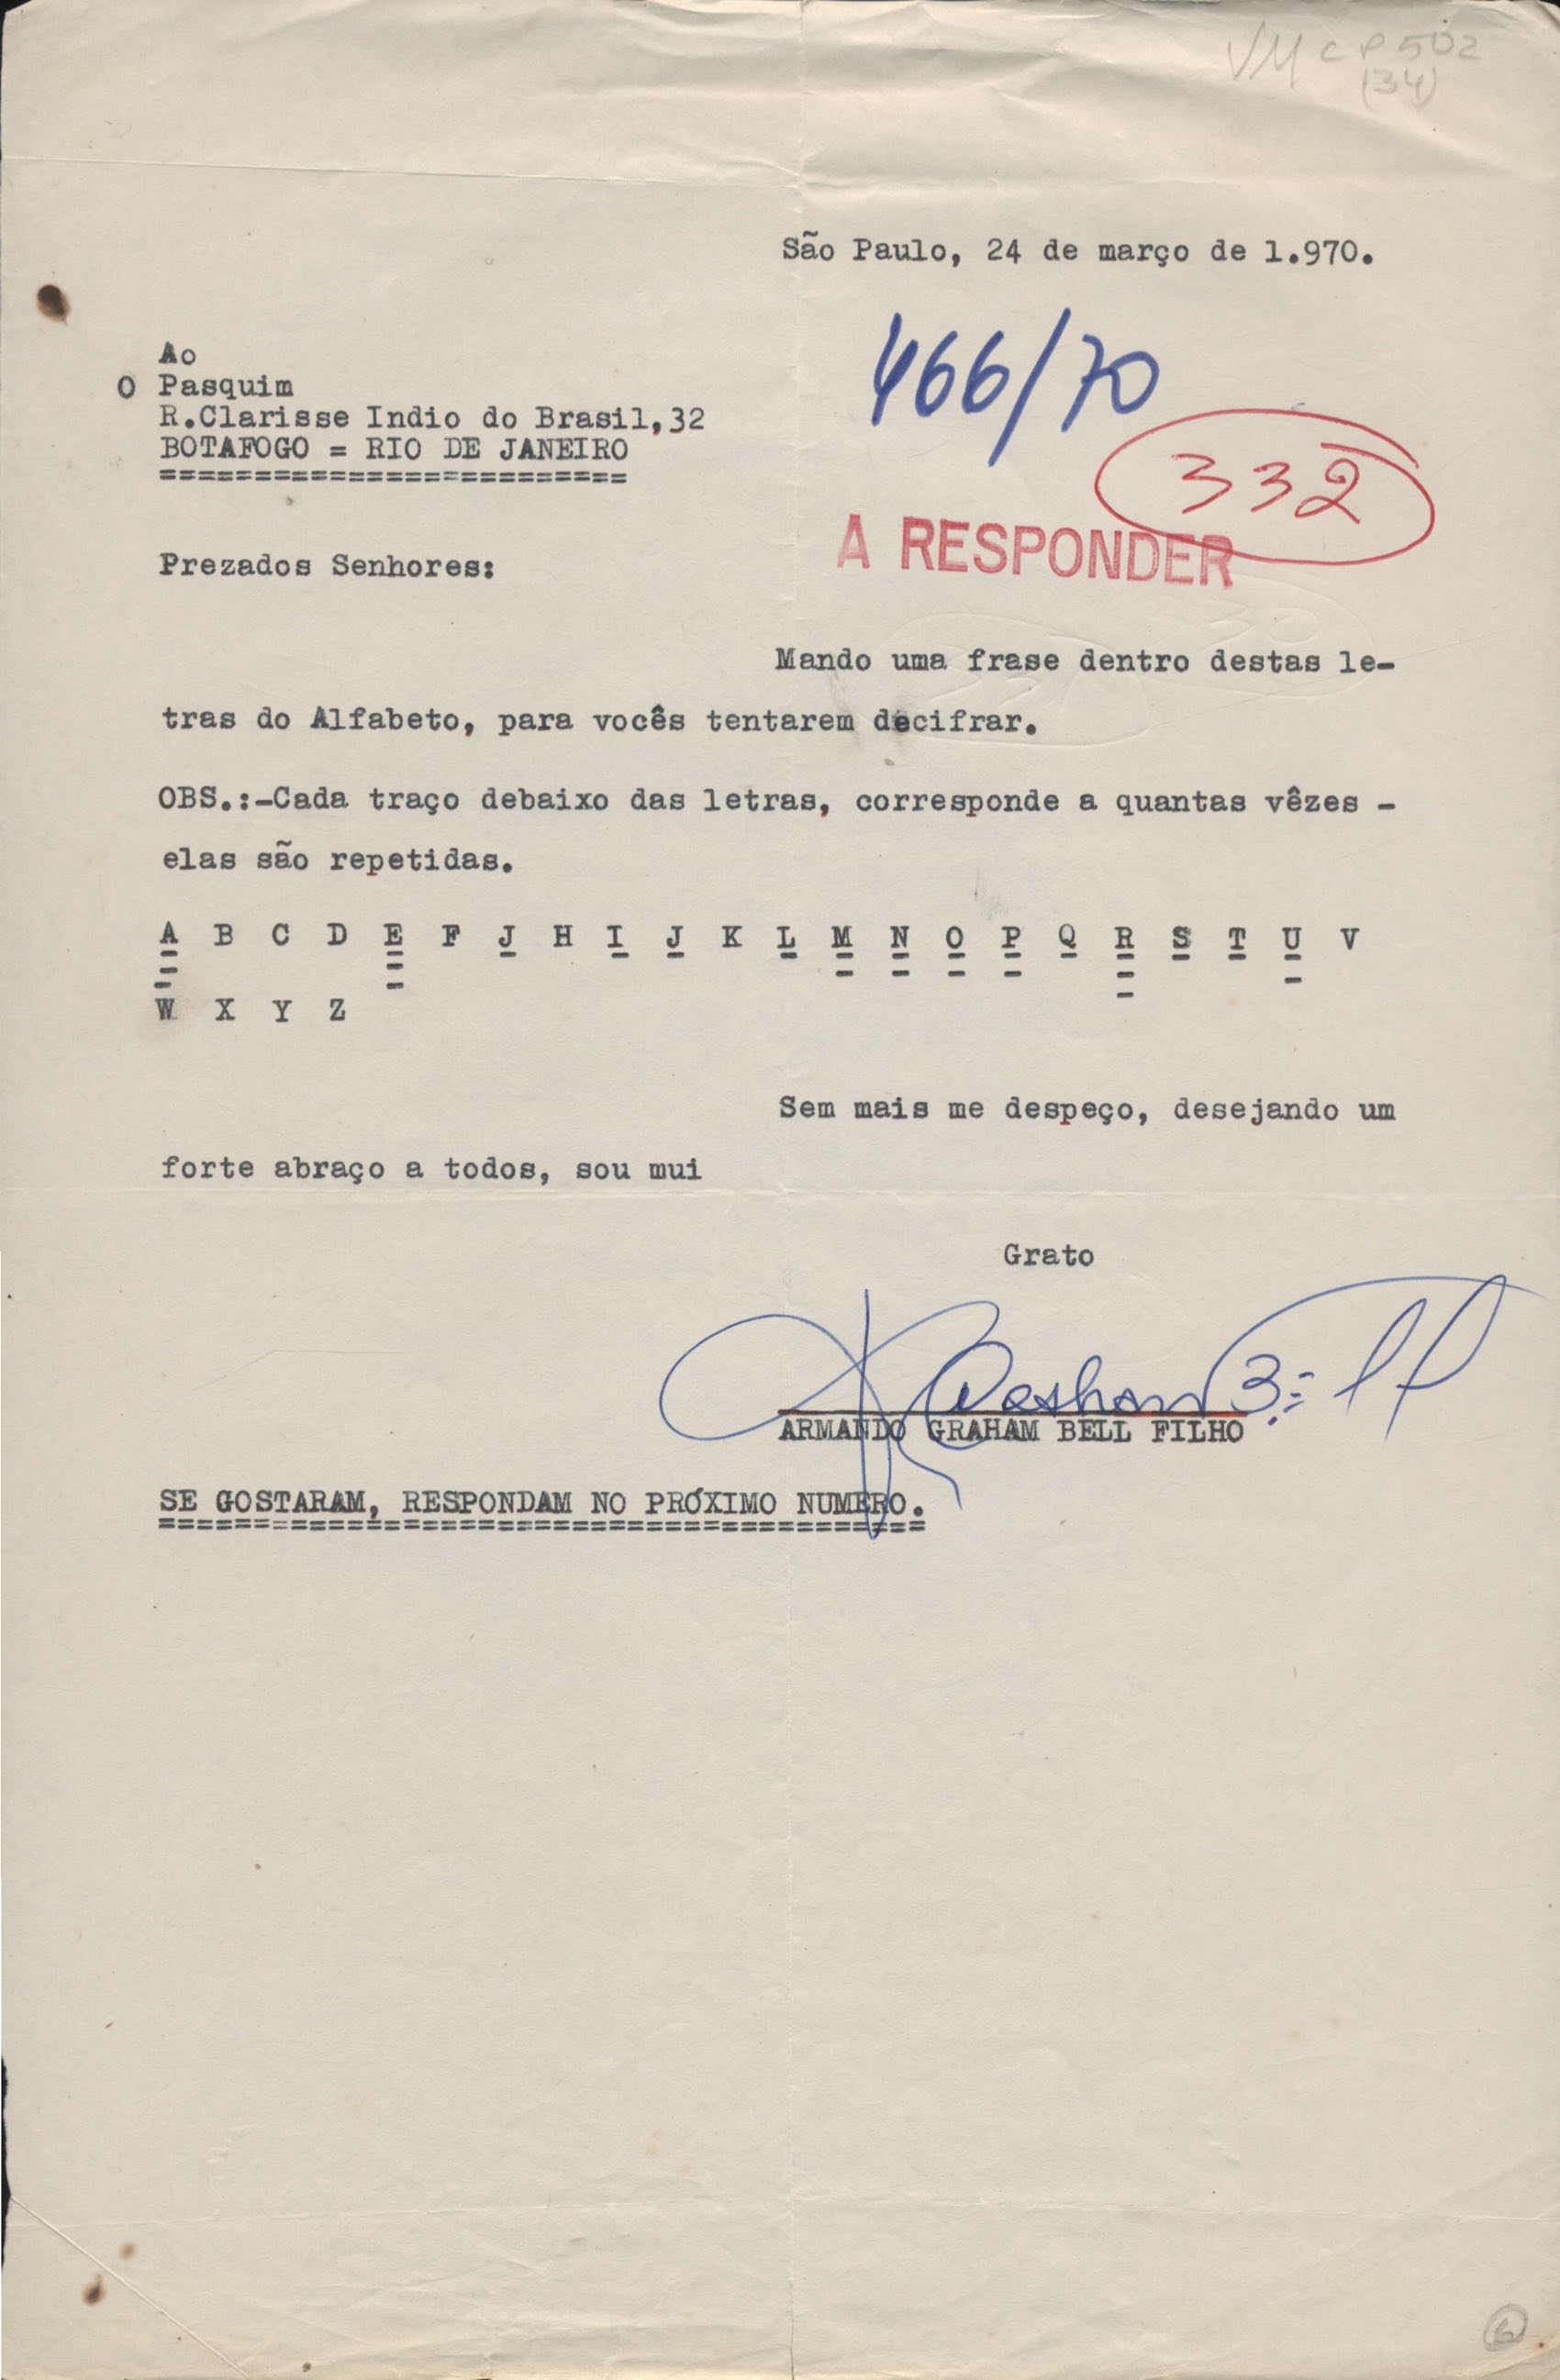 VM CP 502
(34)
São Paulo, 24 de março de 1.970.
466/70
Ao
O Pasquim
R.Clarisse Indio do Brasil,32
BOTAFOGO = RIO DE JANEIRO
=========================
332
A RESPONDER
Prezados Senhores:
Mando uma frase dentro destas le-
tras do Alfabeto, para vocês tentarem decifrar.
OBS.:-Cada traço debaixo das letras, corresponde a quantas vêzes -
elas são repetidas.
A B C D E F J H I J K L M N O P Q R S T U V
W X Y Z
Sem mais me despeço, desejando um
forte abraço a todos, sou mui
Grato
ARMANDO GRAHAM BELL FILHO
SE GOSTARAM, RESPONDAM NO PRÓXIMO NUMERO.
=========================================